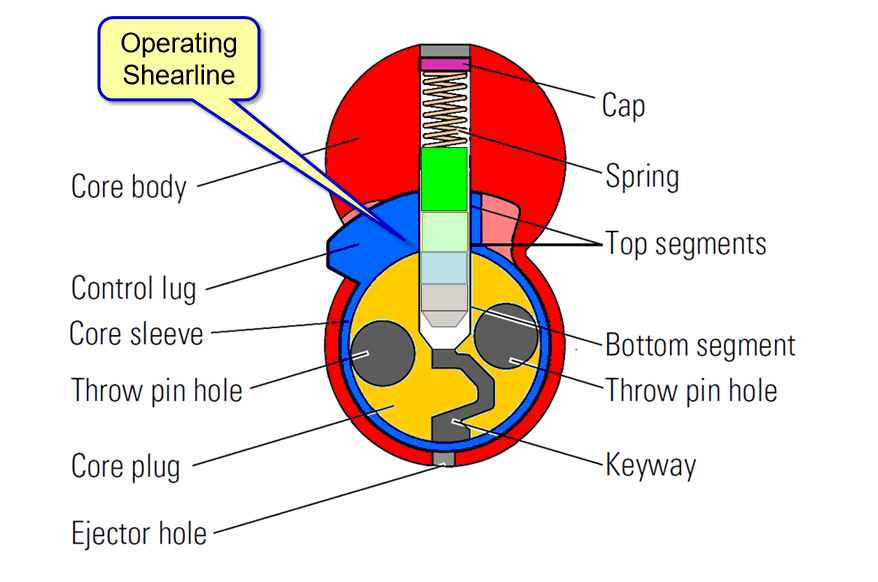 Operating
Shearline
Cap
Core body
Spring
Top segments
Control lug
Core sleeve
Bottom segment
Throw pin hole
Throw pin hole
Core plug
Keyway
Ejector hole